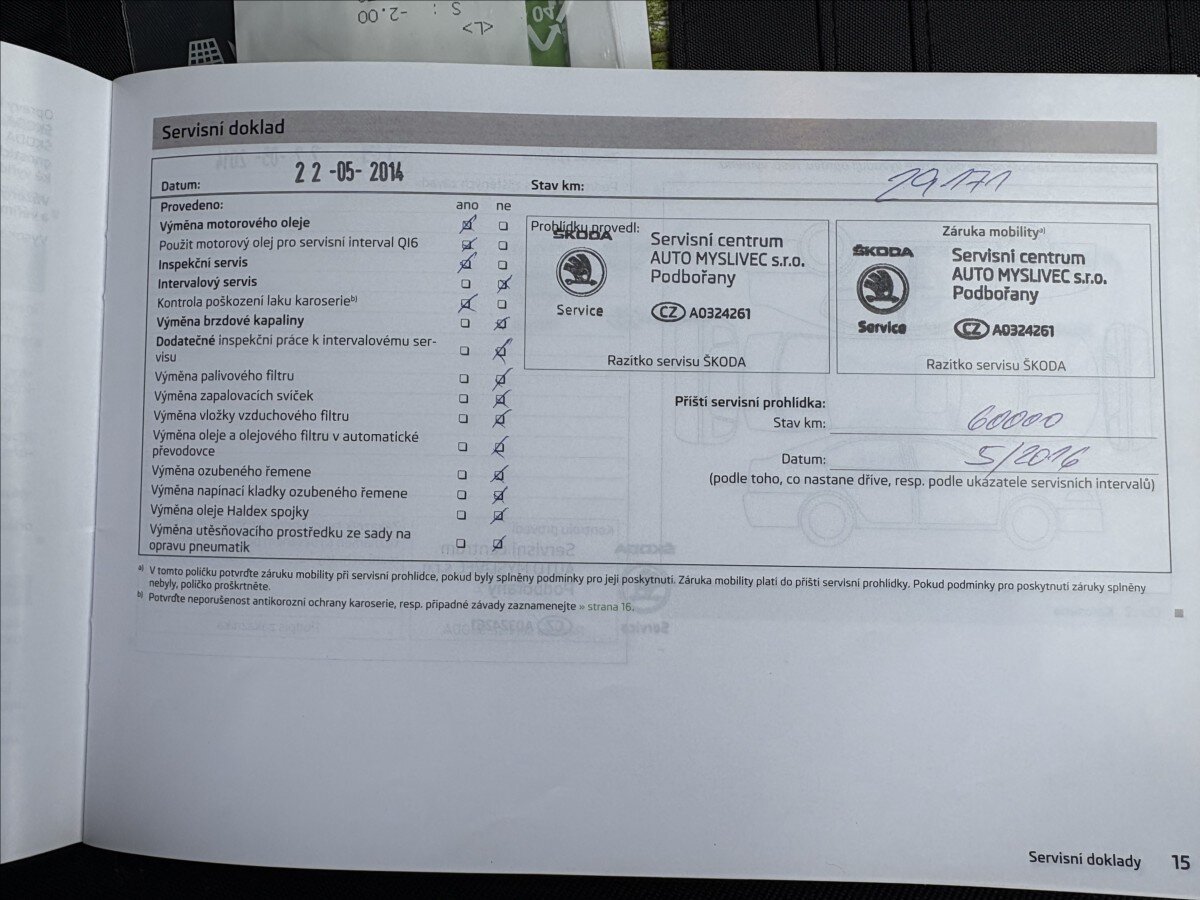 S : -2.00
<L>
04
Servisní doklad
Datum: 22-05-2014
Stav km: 29171
Provedeno: ano ne
Výměna motorového oleje
Použit motorový olej pro servisní interval QI6
Inspekční servis
Intervalový servis
Kontrola poškození laku karoserieb)
Výměna brzdové kapaliny
Dodatečné inspekční práce k intervalovému ser-
visu
Výměna palivového filtru
Výměna zapalovacích svíček
Výměna vložky vzduchového filtru
Výměna oleje a olejového filtru v automatické
převodovce
Výměna ozubeného řemene
Výměna napínací kladky ozubeného řemene
Výměna oleje Haldex spojky
Výměna utěsňovacího prostředku ze sady na
opravu pneumatik
Prohlídku provedl:
ŠKODA
Service
Servisní centrum
AUTO MYSLIVEC s.r.o.
Podbořany
CZ A0324261
Razítko servisu ŠKODA
Záruka mobilitya)
ŠKODA
Service
Servisní centrum
AUTO MYSLIVEC s.r.o.
Podbořany
CZ A0324261
Razítko servisu ŠKODA
Příští servisní prohlídka:
Stav km: 60000
Datum: 5/2016
(podle toho, co nastane dříve, resp. podle ukazatele servisních intervalů)
a) V tomto políčku potvrďte záruku mobility při servisní prohlídce, pokud byly splněny podmínky pro její poskytnutí. Záruka mobility platí do příští servisní prohlídky. Pokud podmínky pro poskytnutí záruky splněny
nebyly, políčko proškrtněte.
b) Potvrďte neporušenost antikorozní ochrany karoserie, resp. případné závady zaznamenejte » strana 16.
Servisní doklady 15